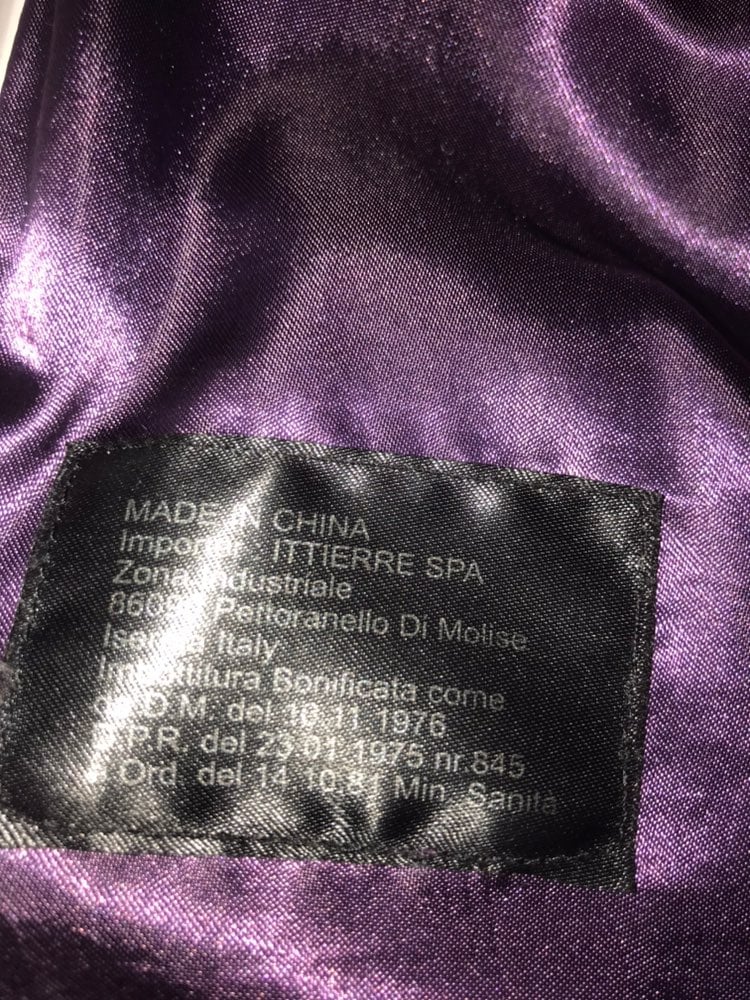 MADE IN CHINA
ITTIERRE SPA
Zona Industriale
Pettoranello Di Molise
Italy
Bonificata come
D.M. del 10 11 1976
D.P.R. del 23 01 1975 nr.845
Ord del 14.10.81 Min. Sanità